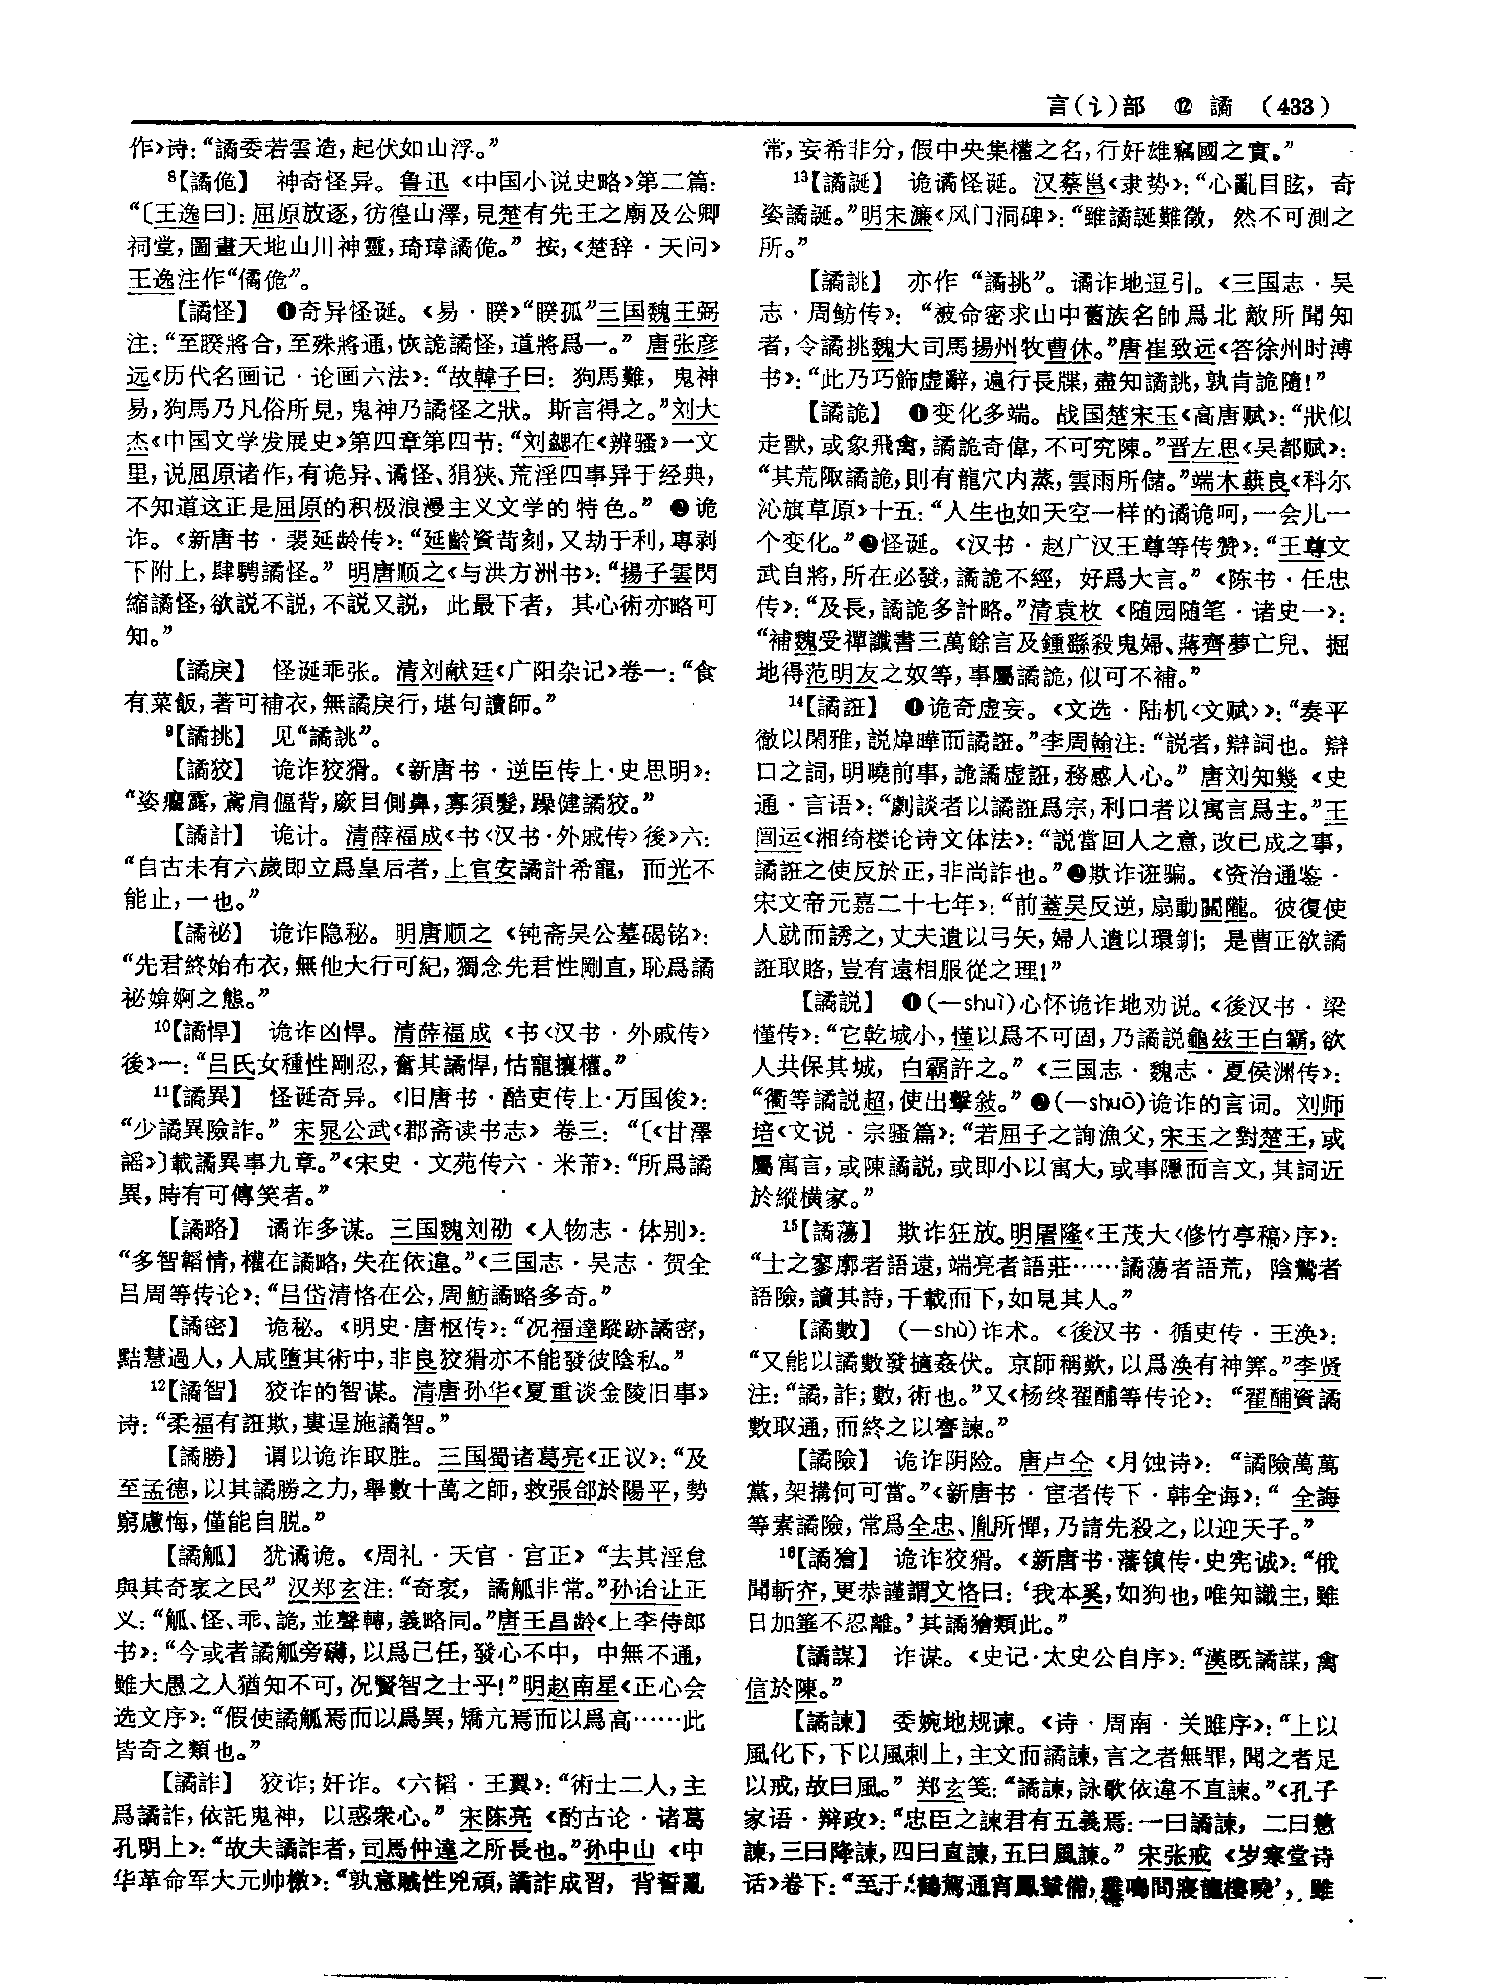 言(讠)部 ⑫ 譎 (433)
作》诗:“譎委若雲造,起伏如山浮。”
⁸【譎佹】 神奇怪异。鲁迅《中国小说史略》第二篇:
“〔王逸曰〕:屈原放逐,彷徨山澤,見楚有先王之廟及公卿
祠堂,圖畫天地山川神靈,琦瑋譎佹。” 按,《楚辞·天问》
王逸注作“僪佹”。
【譎怪】 ❶奇异怪诞。《易·睽》“睽孤”三国魏王弼
注:“至睽將合,至殊將通,恢詭譎怪,道將爲一。” 唐张彦
远《历代名画记·论画六法》:“故韓子曰:狗馬難,鬼神
易,狗馬乃凡俗所見,鬼神乃譎怪之狀。斯言得之。”刘大
杰《中国文学发展史》第四章第四节:“刘勰在《辨骚》一文
里,说屈原诸作,有诡异、谲怪、狷狭、荒淫四事异于经典,
不知道这正是屈原的积极浪漫主义文学的特色。” ❷诡
诈。《新唐书·裴延龄传》:“延齡資苛刻,又劫于利,專剥
下附上,肆騁譎怪。” 明唐顺之《与洪方洲书》:“揚子雲閃
縮譎怪,欲説不説,不説又説,此最下者,其心術亦略可
知。”
【譎戾】 怪诞乖张。清刘献廷《广阳杂记》卷一:“食
有菜飯,著可補衣,無譎戾行,堪句讀師。”
⁹【譎挑】 见“譎誂”。
【譎狡】 诡诈狡猾。《新唐书·逆臣传上·史思明》:
“姿癯露,鳶肩傴背,廞目側鼻,寡須髮,躁健譎狡。”
【譎計】 诡计。清薛福成《书〈汉书·外戚传〉後》六:
“自古未有六歲即立爲皇后者,上官安譎計希寵,而光不
能止,一也。”
【譎祕】 诡诈隐秘。明唐顺之《钝斋吴公墓碣铭》:
“先君終始布衣,無他大行可紀,獨念先君性剛直,恥爲譎
祕媕婀之態。”
¹⁰【譎悍】 诡诈凶悍。清薛福成《书〈汉书·外戚传〉
後》一:“吕氏女種性剛忍,奮其譎悍,怙寵攘權。”
¹¹【譎異】 怪诞奇异。《旧唐书·酷吏传上·万国俊》:
“少譎異險詐。” 宋晁公武《郡斋读书志》卷三:“〔《甘澤
謡》〕載譎異事九章。”《宋史·文苑传六·米芾》:“所爲譎
異,時有可傳笑者。”
【譎略】 谲诈多谋。三国魏刘劭《人物志·体别》:
“多智韜情,權在譎略,失在依違。”《三国志·吴志·贺全
吕周等传论》:“吕岱清恪在公,周魴譎略多奇。”
【譎密】 诡秘。《明史·唐枢传》:“况福達蹤跡譎密,
黠慧過人,人咸墮其術中,非良狡猾亦不能發彼陰私。”
¹²【譎智】 狡诈的智谋。清唐孙华《夏重谈金陵旧事》
诗:“柔福有誑欺,婁逞施譎智。”
【譎勝】 谓以诡诈取胜。三国蜀诸葛亮《正议》:“及
至孟德,以其譎勝之力,舉數十萬之師,救張郃於陽平,勢
窮慮悔,僅能自脱。”
【譎觚】 犹谲诡。《周礼·天官·宫正》“去其淫怠
與其奇衺之民” 汉郑玄注:“奇衺,譎觚非常。”孙诒让正
义:“觚、怪、乖、詭,並聲轉,義略同。”唐王昌龄《上李侍郎
书》:“今或者譎觚旁礴,以爲己任,發心不中,中無不通,
雖大愚之人猶知不可,况賢智之士乎!”明赵南星《正心会
选文序》:“假使譎觚焉而以爲異,矯亢焉而以爲高……此
皆奇之類也。”
【譎詐】 狡诈;奸诈。《六韬·王翼》:“術士二人,主
爲譎詐,依託鬼神,以惑衆心。” 宋陈亮《酌古论·诸葛
孔明上》:“故夫譎詐者,司馬仲達之所長也。”孙中山《中
华革命军大元帅檄》:“孰意賊性兇頑,譎詐成習,背誓亂
常,妄希非分,假中央集權之名,行奸雄竊國之實。”
¹³【譎誕】 诡谲怪诞。汉蔡邕《隶势》:“心亂目眩,奇
姿譎誕。”明宋濂《风门洞碑》:“雖譎誕難徵,然不可測之
所。”
【譎誂】 亦作“譎挑”。谲诈地逗引。《三国志·吴
志·周鲂传》:“被命密求山中舊族名帥爲北敵所聞知
者,令譎挑魏大司馬揚州牧曹休。”唐崔致远《答徐州时溥
书》:“此乃巧飾虚辭,遍行長牒,盡知譎誂,孰肯詭隨!”
【譎詭】 ❶变化多端。战国楚宋玉《高唐赋》:“狀似
走獸,或象飛禽,譎詭奇偉,不可究陳。”晋左思《吴都赋》:
“其荒陬譎詭,則有龍穴内蒸,雲雨所儲。”端木蕻良《科尔
沁旗草原》十五:“人生也如天空一样的谲诡呵,一会儿一
个变化。”❷怪诞。《汉书·赵广汉王尊等传赞》:“王尊文
武自將,所在必發,譎詭不經,好爲大言。”《陈书·任忠
传》:“及長,譎詭多計略。”清袁枚《随园随笔·诸史一》:
“補魏受禪讖書三萬餘言及鍾繇殺鬼婦、蔣齊夢亡兒、掘
地得范明友之奴等,事屬譎詭,似可不補。”
¹⁴【譎誑】 ❶诡奇虚妄。《文选·陆机〈文赋〉》:“奏平
徹以閑雅,説煒曄而譎誑。”李周翰注:“説者,辯詞也。辯
口之詞,明曉前事,詭譎虚誑,務惑人心。” 唐刘知幾《史
通·言语》:“劇談者以譎誑爲宗,利口者以寓言爲主。”王
闿运《湘绮楼论诗文体法》:“説當回人之意,改已成之事,
譎誑之使反於正,非尚詐也。”❷欺诈诳骗。《资治通鉴·
宋文帝元嘉二十七年》:“前蓋吴反逆,扇動關隴。彼復使
人就而誘之,丈夫遺以弓矢,婦人遺以環釧;是曹正欲譎
誑取賂,豈有遠相服從之理!”
【譎説】 ❶(—shuì)心怀诡诈地劝说。《後汉书·梁
慬传》:“它乾城小,慬以爲不可固,乃譎説龜兹王白霸,欲
人共保其城,白霸許之。”《三国志·魏志·夏侯渊传》:
“衢等譎説超,使出擊敍。”❷(—shuō)诡诈的言词。刘师
培《文说·宗骚篇》:“若屈子之詢漁父,宋玉之對楚王,或
屬寓言,或陳譎説,或即小以寓大,或事隱而言文,其詞近
於縱横家。”
¹⁵【譎蕩】 欺诈狂放。明屠隆《王茂大〈修竹亭稿〉序》:
“士之寥廓者語遠,端亮者語莊……譎蕩者語荒,陰騺者
語險,讀其詩,千載而下,如見其人。”
【譎數】 (—shù)诈术。《後汉书·循吏传·王涣》:
“又能以譎數發擿姦伏。京師稱歎,以爲涣有神筭。”李贤
注:“譎,詐;數,術也。”又《杨终翟酺等传论》:“翟酺資譎
數取通,而終之以謇諫。”
【譎險】 诡诈阴险。唐卢仝《月蚀诗》:“譎險萬萬
黨,架搆何可當。”《新唐书·宦者传下·韩全诲》:“全誨
等素譎險,常爲全忠、胤所憚,乃請先殺之,以迎天子。”
¹⁶【譎獪】 诡诈狡猾。《新唐书·藩镇传·史宪诚》:“俄
聞斬夰,更恭謹謂文恪曰:‘我本奚,如狗也,唯知識主,雖
日加箠不忍離。’其譎獪類此。”
【譎謀】 诈谋。《史记·太史公自序》:“漢既譎謀,禽
信於陳。”
【譎諫】 委婉地规谏。《诗·周南·关雎序》:“上以
風化下,下以風刺上,主文而譎諫,言之者無罪,聞之者足
以戒,故曰風。” 郑玄笺:“譎諫,詠歌依違不直諫。”《孔子
家语·辩政》:“忠臣之諫君有五義焉:一曰譎諫,二曰戇
諫,三曰降諫,四曰直諫,五曰風諫。” 宋张戒《岁寒堂诗
话》卷下:“至于‘鶴駕通宵鳳輦備,雞鳴問寢龍樓曉’,雖